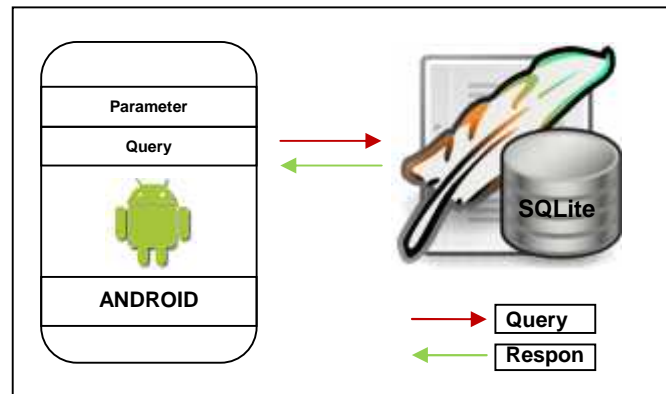 Parameter
Query
ANDROID
SQLite
Query
Respon